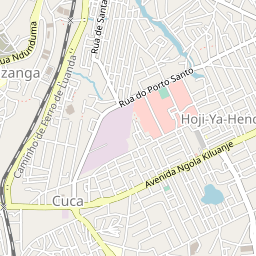 Rua Ndunduma
Rua de Santa
zanga
Rua do Porto Santo
Caminho de Ferro de Luanda
Hoji-Ya-Hend
Avenida Ngola Kiluanje
Cuca